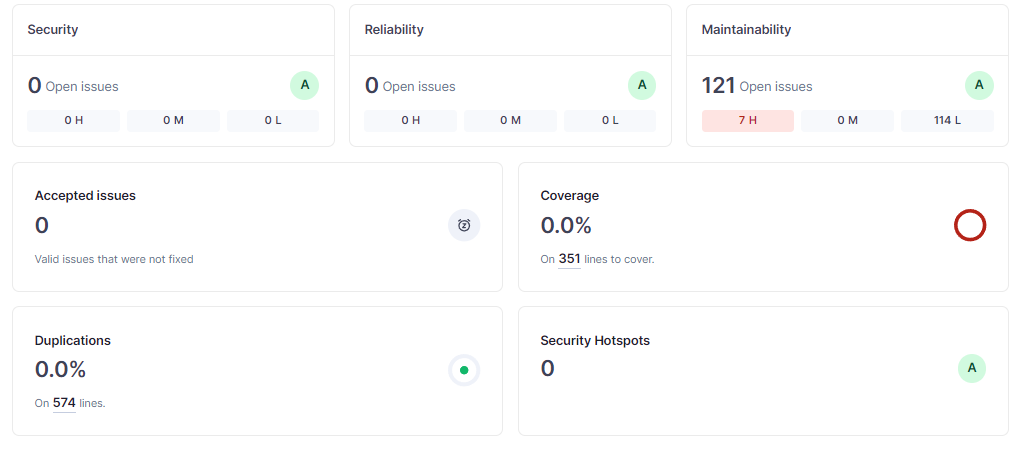 Security
0 Open issues
A
0 H
0 M
0 L
Reliability
0 Open issues
A
0 H
0 M
0 L
Maintainability
121 Open issues
A
7 H
0 M
114 L
Accepted issues
0
Valid issues that were not fixed
Coverage
0.0%
On 351 lines to cover.
Duplications
0.0%
On 574 lines.
Security Hotspots
0
A